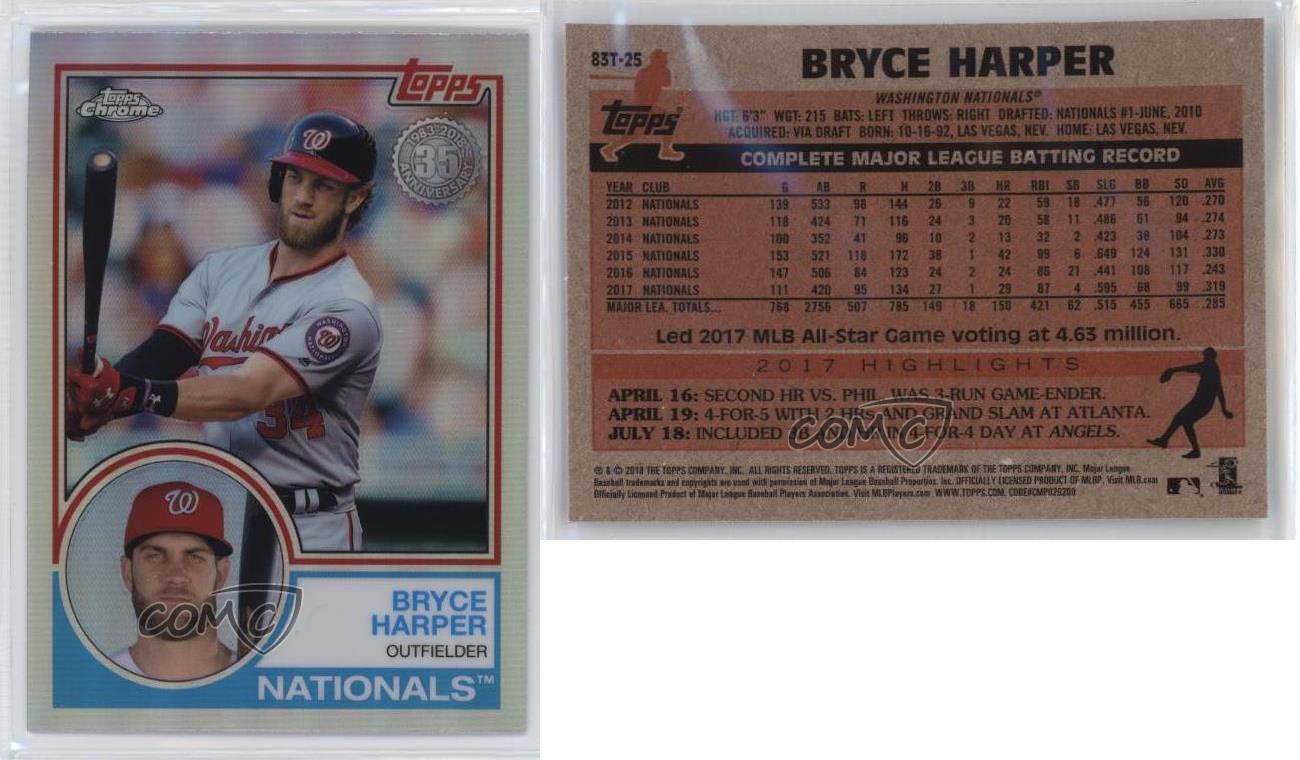 Topps
Topps Chrome
1983-2018
35
ANNIVERSARY
W
Washin
WASHINGTON NATIONALS
W
34
W
COMC
BRYCE
HARPER
OUTFIELDER
NATIONALS™
83T-25
BRYCE HARPER
WASHINGTON NATIONALS®
Topps®
HGT: 6'3" WGT: 215 BATS: LEFT THROWS: RIGHT DRAFTED: NATIONALS #1-JUNE, 2010
ACQUIRED: VIA DRAFT BORN: 10-16-92, LAS VEGAS, NEV. HOME: LAS VEGAS, NEV.
COMPLETE MAJOR LEAGUE BATTING RECORD
YEAR CLUB G AB R H 2B 3B HR RBI SB SLG BB SO AVG
2012 NATIONALS 139 533 98 144 26 9 22 59 18 .477 56 120 .270
2013 NATIONALS 118 424 71 116 24 3 20 58 11 .486 61 94 .274
2014 NATIONALS 100 352 41 96 10 2 13 32 2 .423 38 104 .273
2015 NATIONALS 153 521 118 172 38 1 42 99 6 .649 124 131 .330
2016 NATIONALS 147 506 84 123 24 2 24 86 21 .441 108 117 .243
2017 NATIONALS 111 420 95 134 27 1 29 87 4 .595 68 99 .319
MAJOR LEA. TOTALS... 768 2756 507 785 149 18 150 421 62 .515 455 665 .285
Led 2017 MLB All-Star Game voting at 4.63 million.
2017 HIGHLIGHTS
APRIL 16: SECOND HR VS. PHIL. WAS 3-RUN GAME-ENDER.
APRIL 19: 4-FOR-5 WITH 2 HRs AND GRAND SLAM AT ATLANTA.
JULY 18: INCLUDED IN 4-FOR-4 DAY AT ANGELS.
COMC
® & © 2018 THE TOPPS COMPANY, INC. ALL RIGHTS RESERVED. TOPPS IS A REGISTERED TRADEMARK OF THE TOPPS COMPANY, INC. Major League
Baseball trademarks and copyrights are used with permission of Major League Baseball Properties, Inc. OFFICIALLY LICENSED PRODUCT OF MLBP. Visit MLB.com
Officially Licensed Product of Major League Baseball Players Association. Visit MLBPlayers.com WWW.TOPPS.COM. CODE#CMP026200